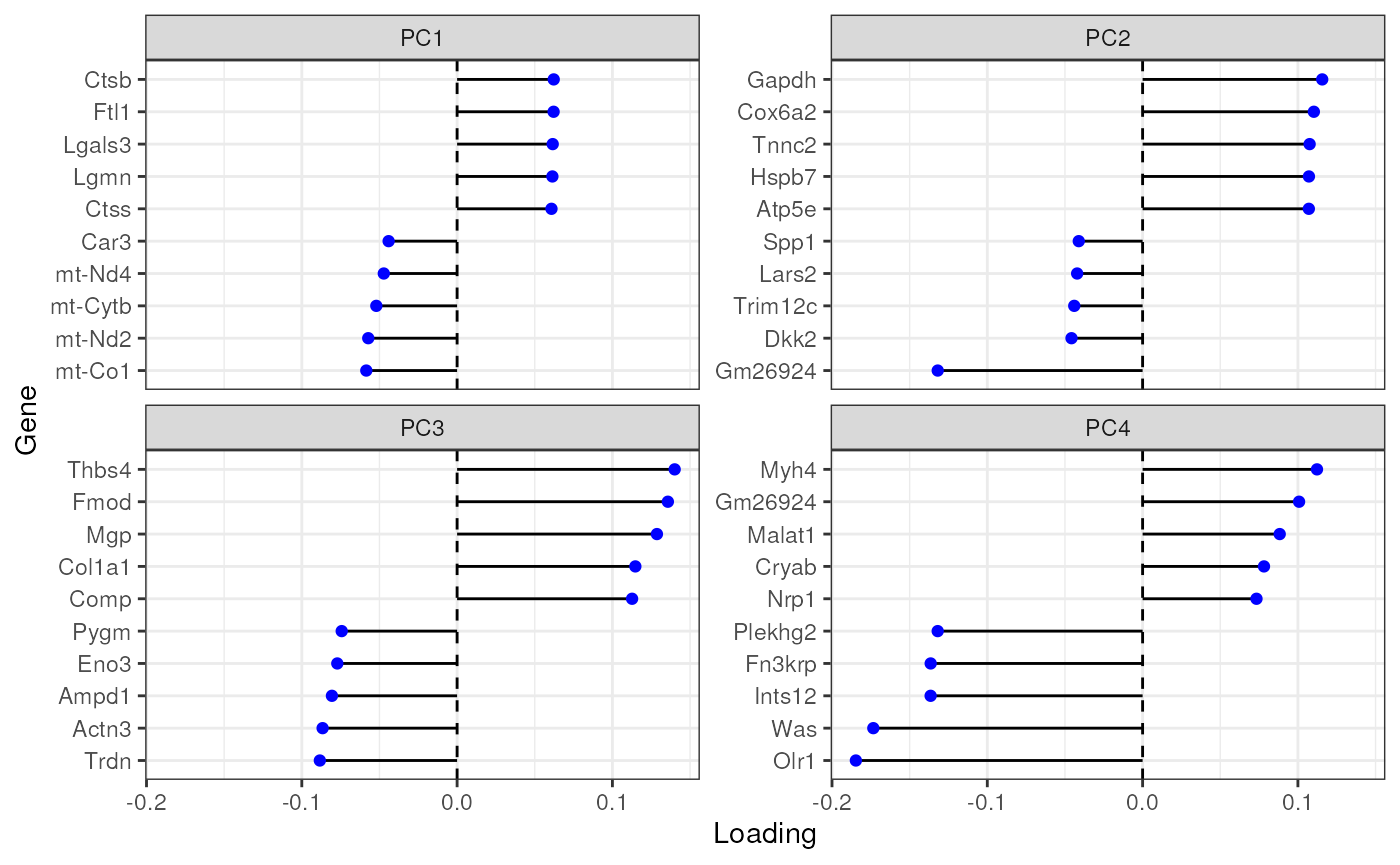 PC1
Ctsb
Ftl1
Lgals3
Lgmn
Ctss
Car3
mt-Nd4
mt-Cytb
mt-Nd2
mt-Co1
PC2
Gapdh
Cox6a2
Tnnc2
Hspb7
Atp5e
Spp1
Lars2
Trim12c
Dkk2
Gm26924
Gene
PC3
Thbs4
Fmod
Mgp
Col1a1
Comp
Pygm
Eno3
Ampd1
Actn3
Trdn
-0.2 -0.1 0.0 0.1
PC4
Myh4
Gm26924
Malat1
Cryab
Nrp1
Plekhg2
Fn3krp
Ints12
Was
Olr1
-0.2 -0.1 0.0 0.1
Loading